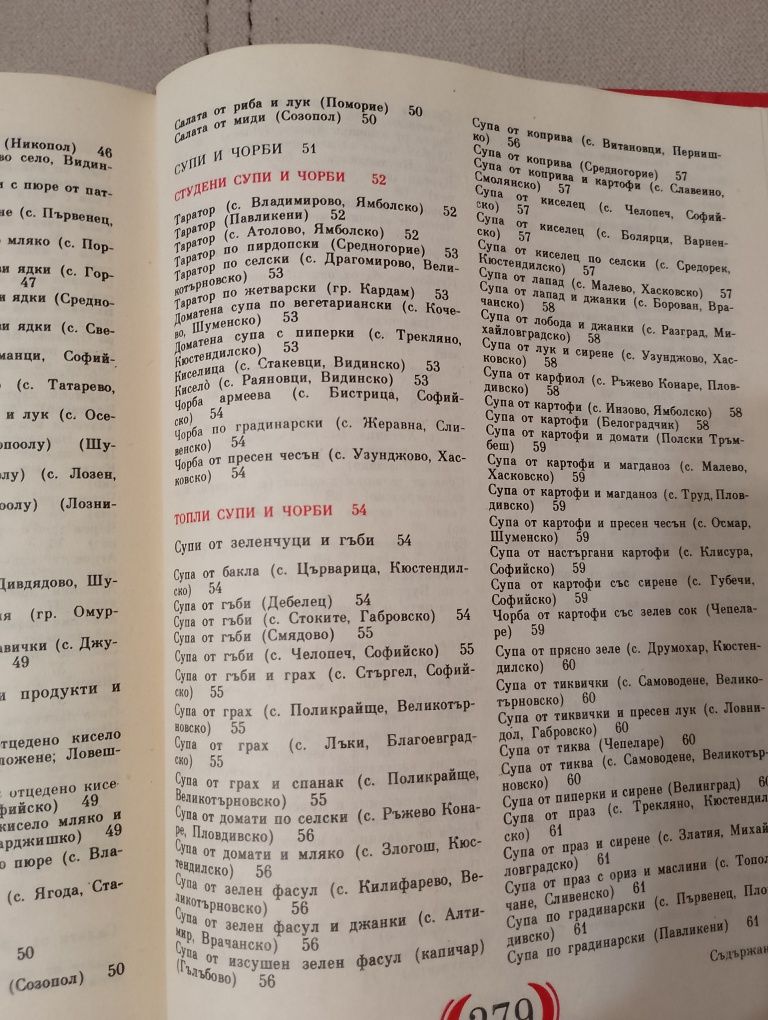 (Никопол) 46
во село, Видин-
и с пюре от пат-
не (с. Първенец,
о мляко (с. Пор-
ви ядки (с. Гор-
47
и ядки (Средно-
ви ядки (с. Све-
манци, Софий-
(с. Татарево,
и лук (с. Осе-
опоолу) (Шу-
олу) (с. Лозен,
оолу) (Лозни-
Дивдядово, Шу-
ия (гр. Омур-
авички (с. Джу-
49
и продукти и
отцедено кисело
ложене; Ловеш-
отцедено кисе-
фийско) 49
кисело мляко и
арджишко) 49
о пюре (с. Вла-
(с. Ягода, Ста-
50
(Созопол) 50
Салата от риба и лук (Поморие) 50
Салата от миди (Созопол) 50
СУПИ И ЧОРБИ 51
СТУДЕНИ СУПИ И ЧОРБИ 52
Таратор (с. Владимирово, Ямболско) 52
Таратор (Павликени) 52
Таратор (с. Атолово, Ямболско) 52
Таратор по пирдопски (Средногорие) 53
Таратор по селски (с. Драгомирово, Вели-
котърновско) 53
Таратор по жетварски (гр. Кардам) 53
Доматена супа по вегетариански (с. Коче-
во, Шуменско) 53
Доматена супа с пиперки (с. Трекляно,
Кюстендилско) 53
Киселица (с. Стакевци, Видинско) 53
Киселò (с. Раяновци, Видинско) 53
Чорба армеева (с. Бистрица, Софий-
ско) 54
Чорба по градинарски (с. Жеравна, Сли-
венско) 54
Чорба от пресен чесън (с. Узунджово, Хас-
ковско) 54
ТОПЛИ СУПИ И ЧОРБИ 54
Супи от зеленчуци и гъби 54
Супа от бакла (с. Църварица, Кюстендил-
ско) 54
Супа от гъби (Дебелец) 54
Супа от гъби (с. Стоките, Габровско) 54
Супа от гъби (Смядово) 55
Супа от гъби (с. Челопеч, Софийско) 55
Супа от гъби и грах (с. Стъргел, Софий-
ско) 55
Супа от грах (с. Поликрайще, Великотър-
новско) 55
Супа от грах (с. Лъки, Благоевград-
ско) 55
Супа от грах и спанак (с. Поликрайще,
Великотърновско) 55
Супа от домати по селски (с. Ръжево Кона-
ре, Пловдивско) 56
Супа от домати и мляко (с. Злогош, Кюс-
тендилско) 56
Супа от зелен фасул (с. Килифарево, Ве-
ликотърновско) 56
Супа от зелен фасул и джанки (с. Алти-
мир, Врачанско) 56
Супа от изсушен зелен фасул (капичар)
(Гълъбово) 56
Супа от коприва (с. Витановци, Перниш-
ко) 56
Супа от коприва (Средногорие) 57
Супа от коприва и картофи (с. Славеино,
Смолянско) 57
Супа от киселец (с. Челопеч, Софий-
ско) 57
Супа от киселец (с. Болярци, Варнен-
ско) 57
Супа от киселец по селски (с. Средорек,
Кюстендилско) 57
Супа от лапад (с. Малево, Хасковско) 57
Супа от лапад и джанки (с. Борован, Вра-
чанско) 58
Супа от лобода и джанки (с. Разград, Ми-
хайловградско) 58
Супа от лук и сирене (с. Узунджово, Хас-
ковско) 58
Супа от карфиол (с. Ръжево Конаре, Плов-
дивско) 58
Супа от картофи (с. Инзово, Ямболско) 58
Супа от картофи (Белоградчик) 58
Супа от картофи и домати (Полски Тръм-
беш) 59
Супа от картофи и магданоз (с. Малево,
Хасковско) 59
Супа от картофи и магданоз (с. Труд, Плов-
дивско) 59
Супа от картофи и пресен чесън (с. Осмар,
Шуменско) 59
Супа от настъргани картофи (с. Клисура,
Софийско) 59
Супа от картофи със сирене (с. Губечи,
Софийско) 59
Чорба от картофи със зелев сок (Чепела-
ре) 59
Супа от прясно зеле (с. Друмохар, Кюстен-
дилско) 60
Супа от тиквички (с. Самоводене, Велико-
търновско) 60
Супа от тиквички и пресен лук (с. Ловни-
дол, Габровско) 60
Супа от тиква (Чепеларе) 60
Супа от тиква (с. Самоводене, Великотър-
новско) 60
Супа от пиперки и сирене (Велинград) 60
Супа от праз (с. Трекляно, Кюстендил
ско) 61
Супа от праз и сирене (с. Златия, Михай
ловградско) 61
Супа от праз с ориз и маслини (с. Топол
чане, Сливенско) 61
Супа по градинарски (с. Първенец, Пло
дивско) 61
Супа по градинарски (Павликени) 61
Съдържан
279